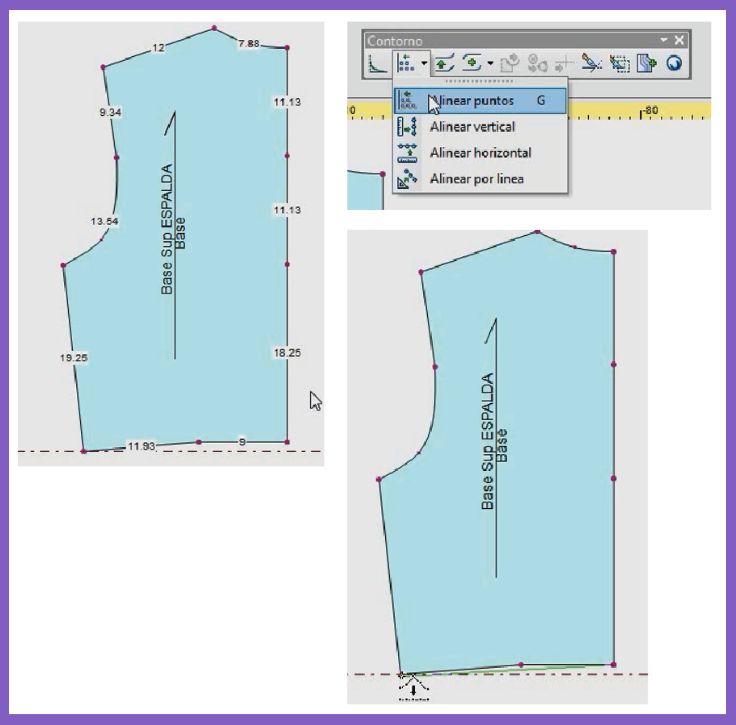 12
7.88
9.34
11.13
13.54
11.13
Base Sup ESPALDA
Base
19.25
18.25
11.93
9
Contorno
Alinear puntos G
Alinear vertical
Alinear horizontal
Alinear por linea
0
-80
Base Sup ESPALDA
Base